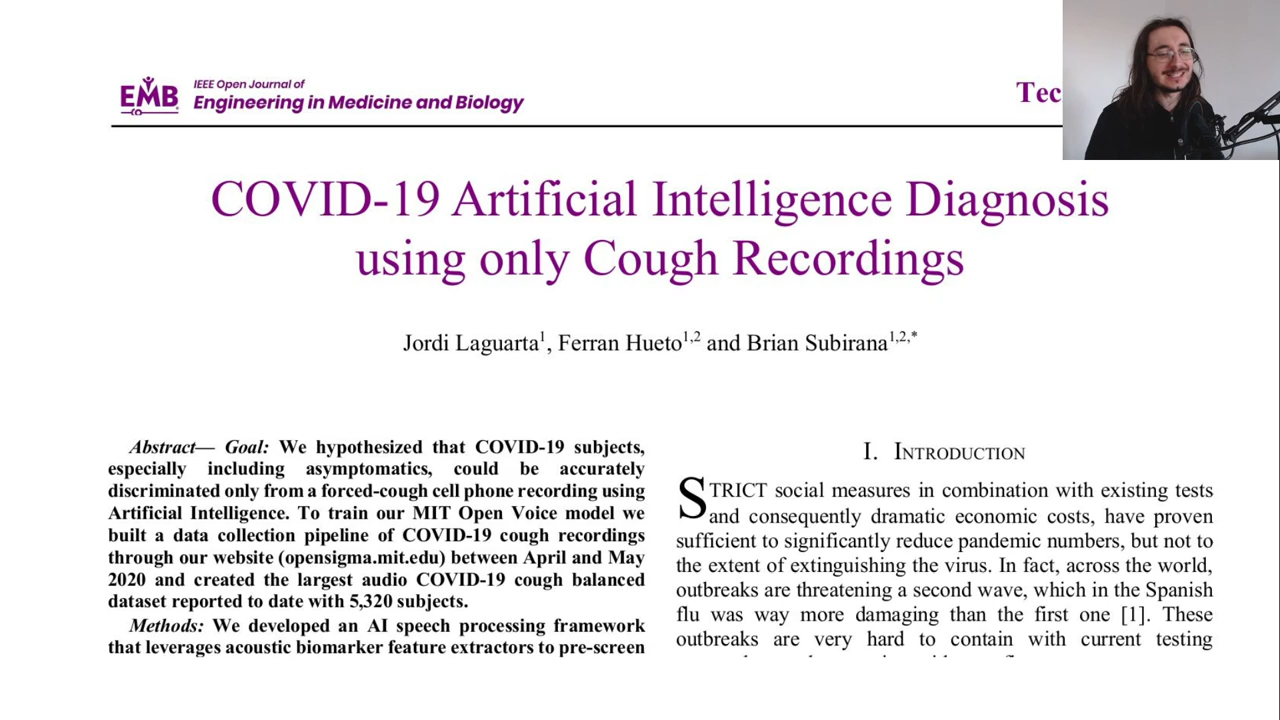 EMB
IEEE Open Journal of
Engineering in Medicine and Biology
Tec
COVID-19 Artificial Intelligence Diagnosis
using only Cough Recordings
Jordi Laguarta1, Ferran Hueto1,2 and Brian Subirana1,2,*
Abstract— Goal: We hypothesized that COVID-19 subjects,
especially including asymptomatics, could be accurately
discriminated only from a forced-cough cell phone recording using
Artificial Intelligence. To train our MIT Open Voice model we
built a data collection pipeline of COVID-19 cough recordings
through our website (opensigma.mit.edu) between April and May
2020 and created the largest audio COVID-19 cough balanced
dataset reported to date with 5,320 subjects.
Methods: We developed an AI speech processing framework
that leverages acoustic biomarker feature extractors to pre-screen
I. INTRODUCTION
STRICT social measures in combination with existing tests
and consequently dramatic economic costs, have proven
sufficient to significantly reduce pandemic numbers, but not to
the extent of extinguishing the virus. In fact, across the world,
outbreaks are threatening a second wave, which in the Spanish
flu was way more damaging than the first one [1]. These
outbreaks are very hard to contain with current testing